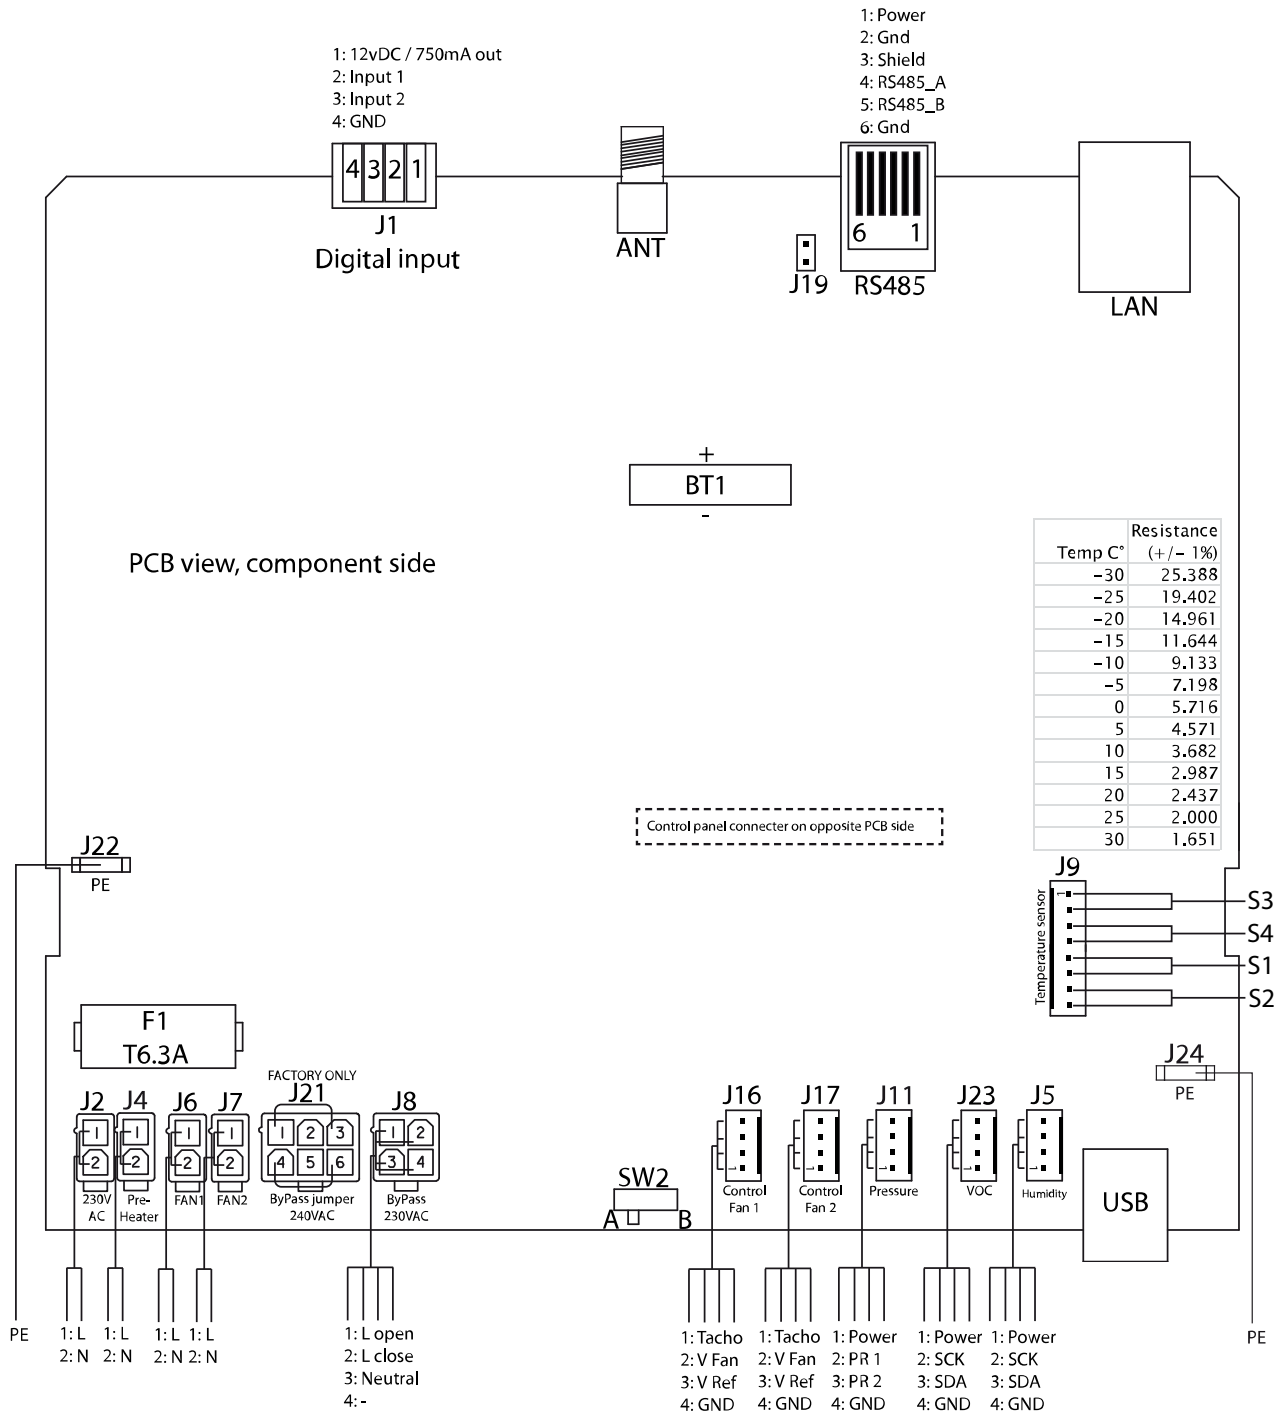 1: 12vDC / 750mA out
2: Input 1
3: Input 2
4: GND
4 3 2 1
J1
Digital input
ANT
1: Power
2: Gnd
3: Shield
4: RS485_A
5: RS485_B
6: Gnd
6 1
J19
RS485
LAN
+
BT1
-
PCB view, component side
Temp C° Resistance (+/- 1%)
-30 25.388
-25 19.402
-20 14.961
-15 11.644
-10 9.133
-5 7.198
0 5.716
5 4.571
10 3.682
15 2.987
20 2.437
25 2.000
30 1.651
Control panel connecter on opposite PCB side
J22
PE
J9
Temperature sensor
1
S3
S4
S1
S2
F1
T6.3A
J24
PE
J2
1
2
230V
AC
J4
1
2
Pre-
Heater
J6
1
2
FAN1
J7
1
2
FAN2
FACTORY ONLY
J21
1 2 3
4 5 6
ByPass jumper
240VAC
J8
1 2
3 4
ByPass
230VAC
SW2
A B
J16
1
Control
Fan 1
J17
1
Control
Fan 2
J11
1
Pressure
J23
1
VOC
J5
1
Humidity
USB
PE
1: L
2: N
1: L
2: N
1: L
2: N
1: L
2: N
1: L open
2: L close
3: Neutral
4: -
1: Tacho
2: V Fan
3: V Ref
4: GND
1: Tacho
2: V Fan
3: V Ref
4: GND
1: Power
2: PR 1
3: PR 2
4: GND
1: Power
2: SCK
3: SDA
4: GND
1: Power
2: SCK
3: SDA
4: GND
PE